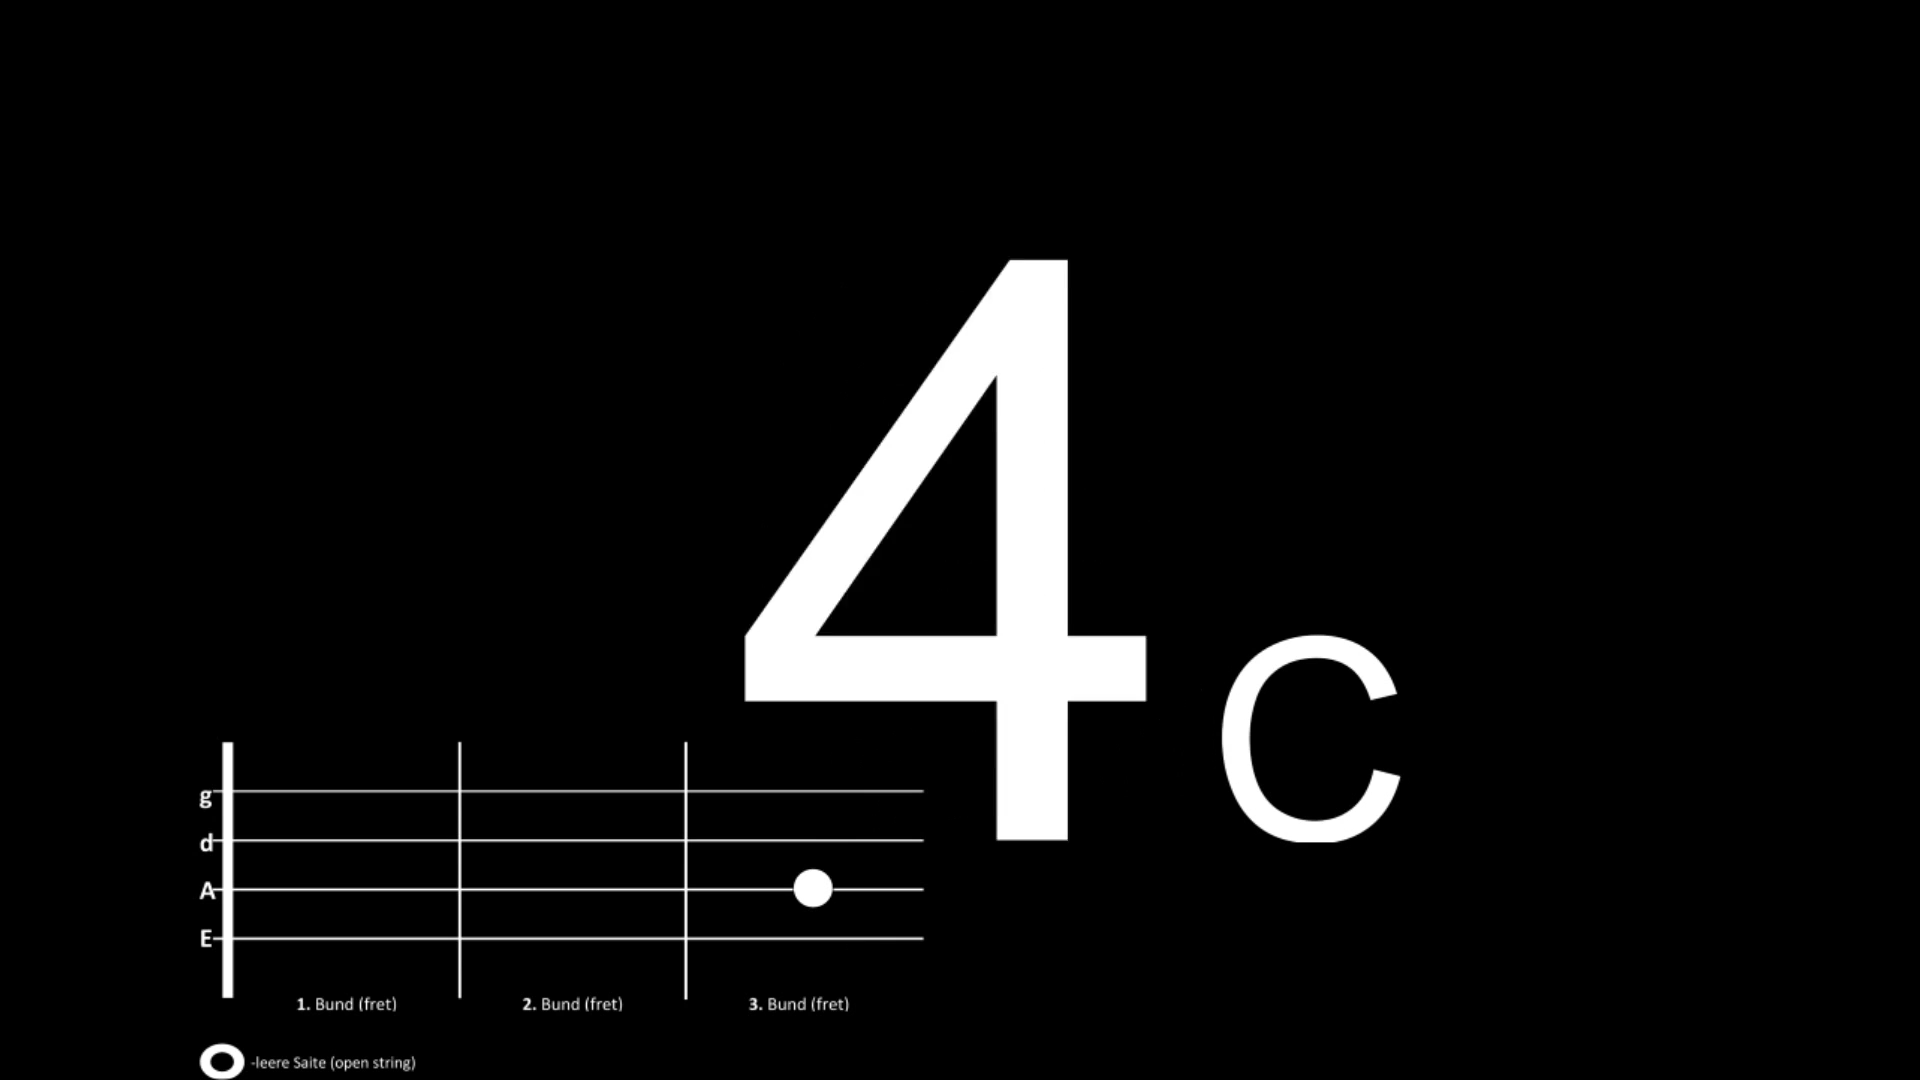 4 C
g
d
A
E
1. Bund (fret) 2. Bund (fret) 3. Bund (fret)
-leere Saite (open string)